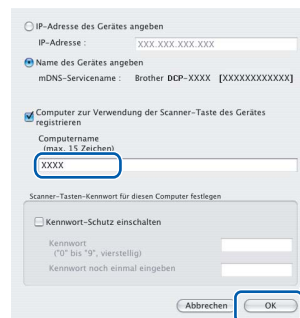 IP-Adresse des Gerätes angeben
IP-Adresse : XXX.XXX.XXX.XXX
Name des Gerätes angeben
mDNS-Servicename : Brother DCP-XXXX [XXXXXXXXXXXX]
Computer zur Verwendung der Scanner-Taste des Gerätes
registrieren
Computername
(max. 15 Zeichen)
XXXX
Scanner-Tasten-Kennwort für diesen Computer festlegen
Kennwort-Schutz einschalten
Kennwort
("0" bis "9", vierstellig)
Kennwort noch einmal eingeben
Abbrechen OK